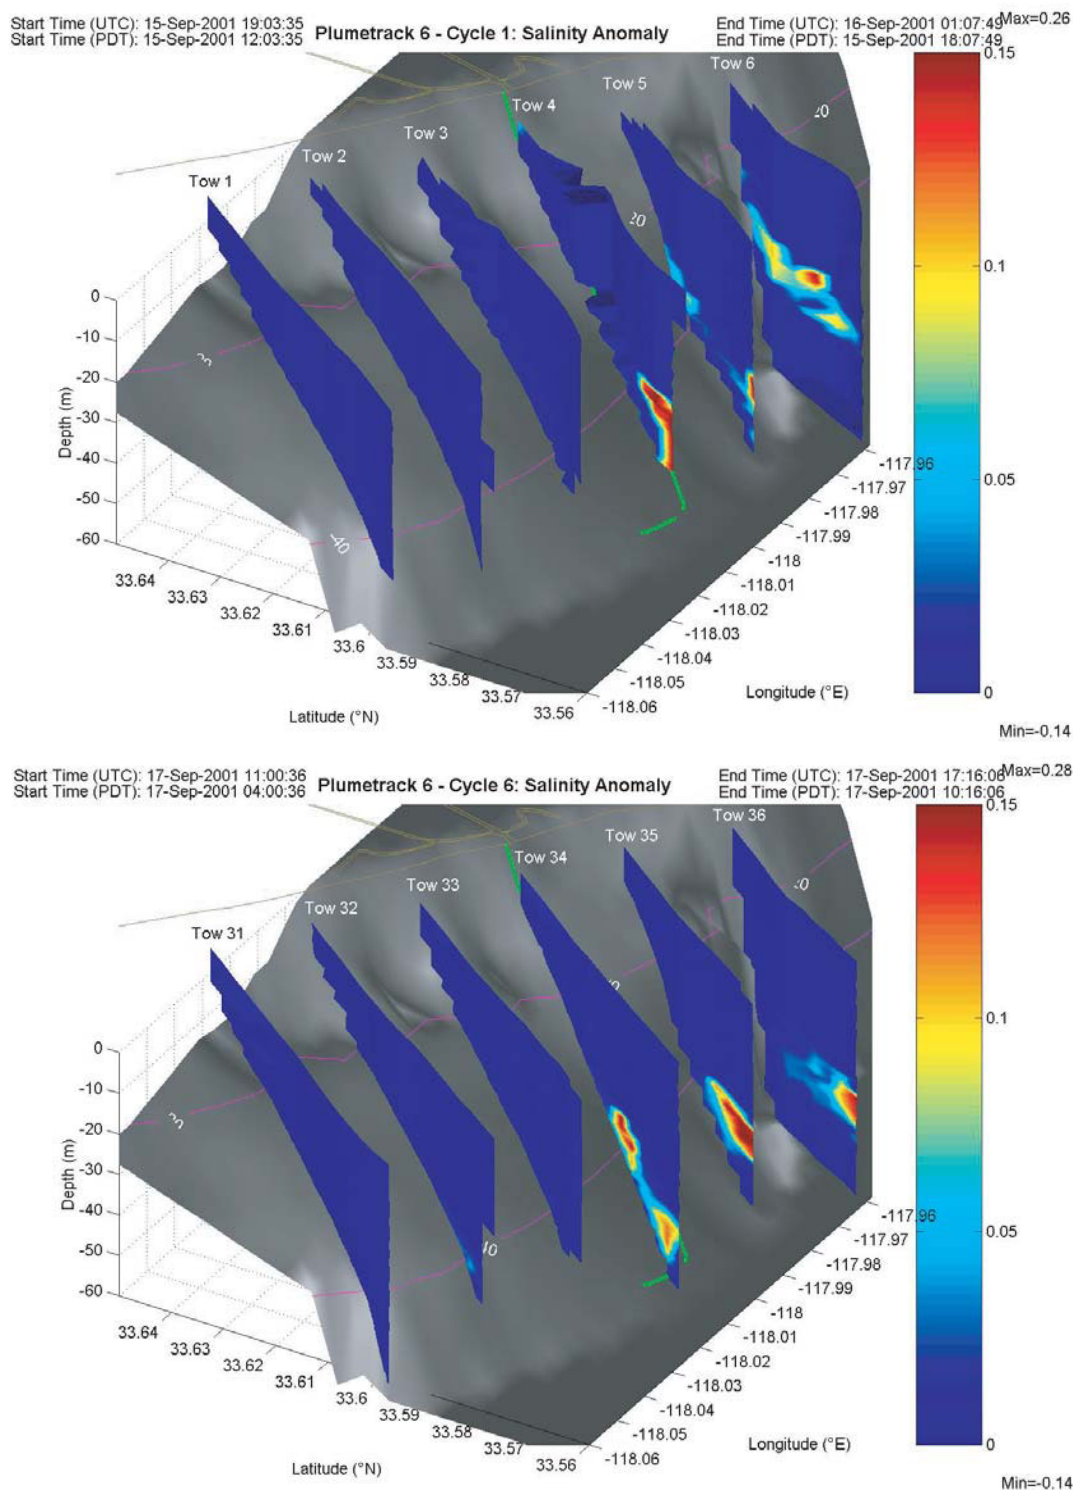 Start Time (UTC): 15-Sep-2001 19:03:35
Start Time (PDT): 15-Sep-2001 12:03:35
Plumetrack 6 - Cycle 1: Salinity Anomaly
End Time (UTC): 16-Sep-2001 01:07:49
End Time (PDT): 15-Sep-2001 18:07:49
Max=0.26
Tow 1
Tow 2
Tow 3
Tow 4
Tow 5
Tow 6
20
20
-40
0
-10
-20
-30
-40
-50
-60
Depth (m)
33.64
33.63
33.62
33.61
33.6
33.59
33.58
33.57
33.56
Latitude (°N)
-117.96
-117.97
-117.98
-117.99
-118
-118.01
-118.02
-118.03
-118.04
-118.05
-118.06
Longitude (°E)
0.15
0.1
0.05
0
Min=-0.14
Start Time (UTC): 17-Sep-2001 11:00:36
Start Time (PDT): 17-Sep-2001 04:00:36
Plumetrack 6 - Cycle 6: Salinity Anomaly
End Time (UTC): 17-Sep-2001 17:16:06
End Time (PDT): 17-Sep-2001 10:16:06
Max=0.28
Tow 31
Tow 32
Tow 33
Tow 34
Tow 35
Tow 36
20
40
0
-10
-20
-30
-40
-50
-60
Depth (m)
33.64
33.63
33.62
33.61
33.6
33.59
33.58
33.57
33.56
Latitude (°N)
-117.96
-117.97
-117.98
-117.99
-118
-118.01
-118.02
-118.03
-118.04
-118.05
-118.06
Longitude (°E)
0.15
0.1
0.05
0
Min=-0.14